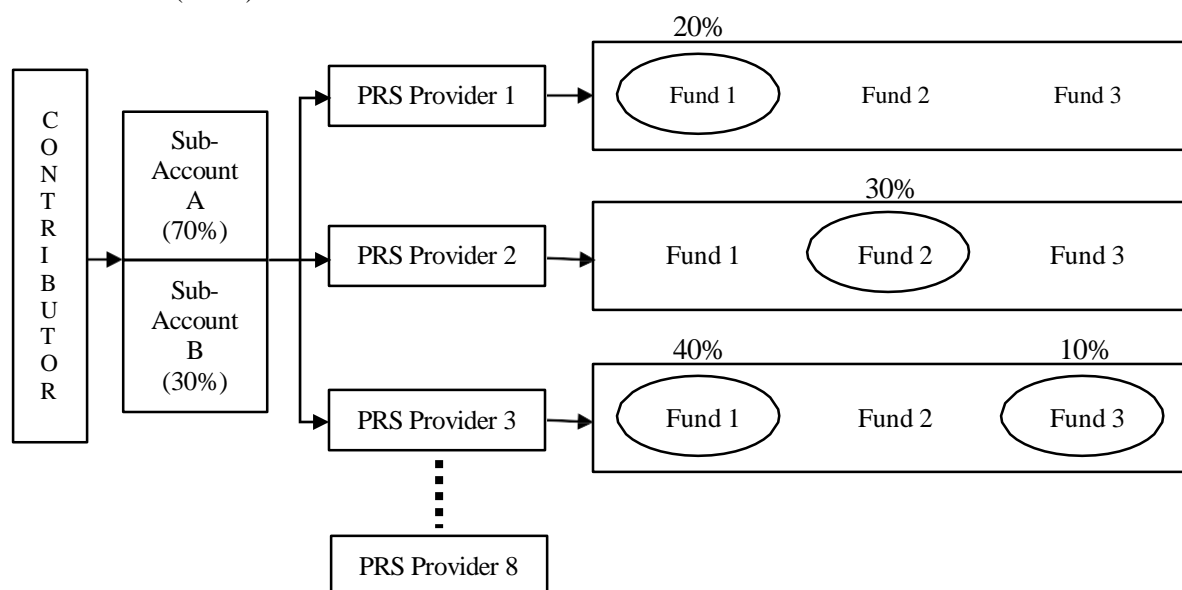 20%
C
O
N
T
R
I
B
U
T
O
R
Sub-
Account
A
(70%)
Sub-
Account
B
(30%)
PRS Provider 1
Fund 1 Fund 2 Fund 3
30%
PRS Provider 2
Fund 1 Fund 2 Fund 3
40% 10%
PRS Provider 3
Fund 1 Fund 2 Fund 3
PRS Provider 8